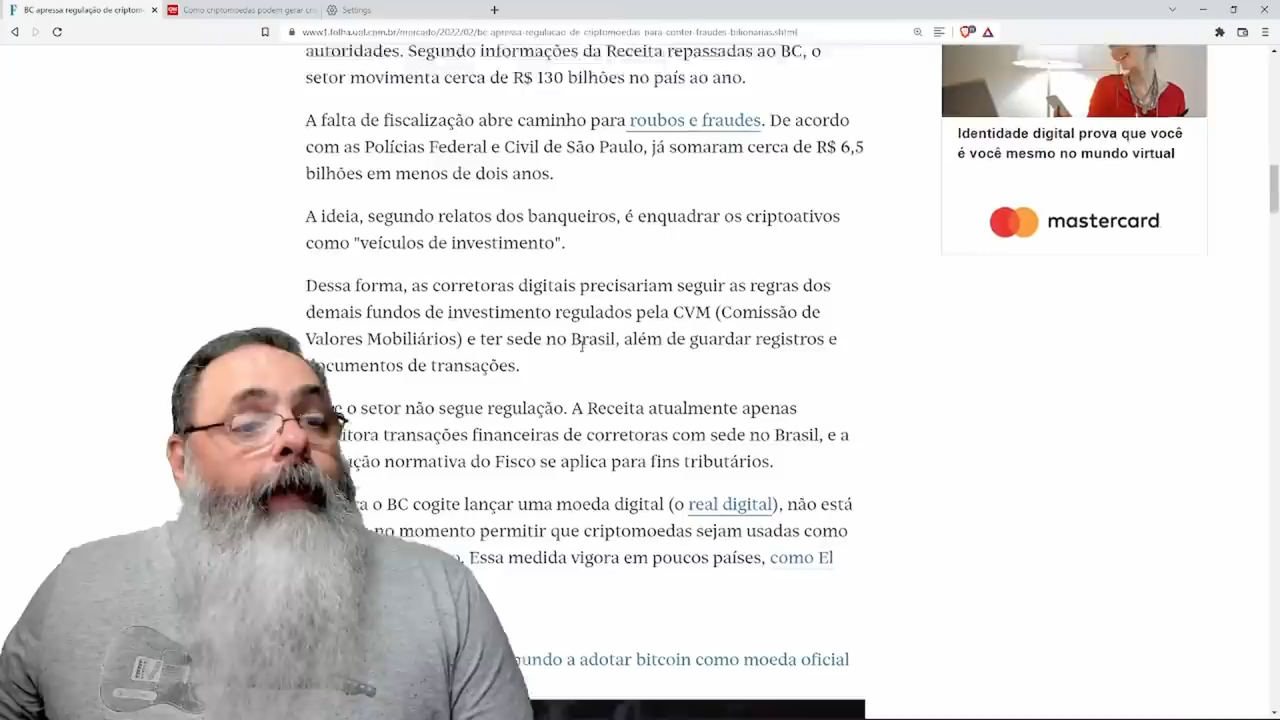 BC apressa regulação de criptom
Como criptomoedas podem gerar cri
Settings
www1.folha.uol.com.br/mercado/2022/02/bc-apressa-regulacao-de-criptomoedas-para-conter-fraudes-bilionarias.shtml
autoridades. Segundo informações da Receita repassadas ao BC, o
setor movimenta cerca de R$ 130 bilhões no país ao ano.
A falta de fiscalização abre caminho para roubos e fraudes. De acordo
com as Polícias Federal e Civil de São Paulo, já somaram cerca de R$ 6,5
bilhões em menos de dois anos.
A ideia, segundo relatos dos banqueiros, é enquadrar os criptoativos
como "veículos de investimento".
Dessa forma, as corretoras digitais precisariam seguir as regras dos
demais fundos de investimento regulados pela CVM (Comissão de
Valores Mobiliários) e ter sede no Brasil, além de guardar registros e
ocumentos de transações.
o setor não segue regulação. A Receita atualmente apenas
itora transações financeiras de corretoras com sede no Brasil, e a
ução normativa do Fisco se aplica para fins tributários.
o BC cogite lançar uma moeda digital (o real digital), não está
no momento permitir que criptomoedas sejam usadas como
. Essa medida vigora em poucos países, como El
undo a adotar bitcoin como moeda oficial
Identidade digital prova que você
é você mesmo no mundo virtual
mastercard